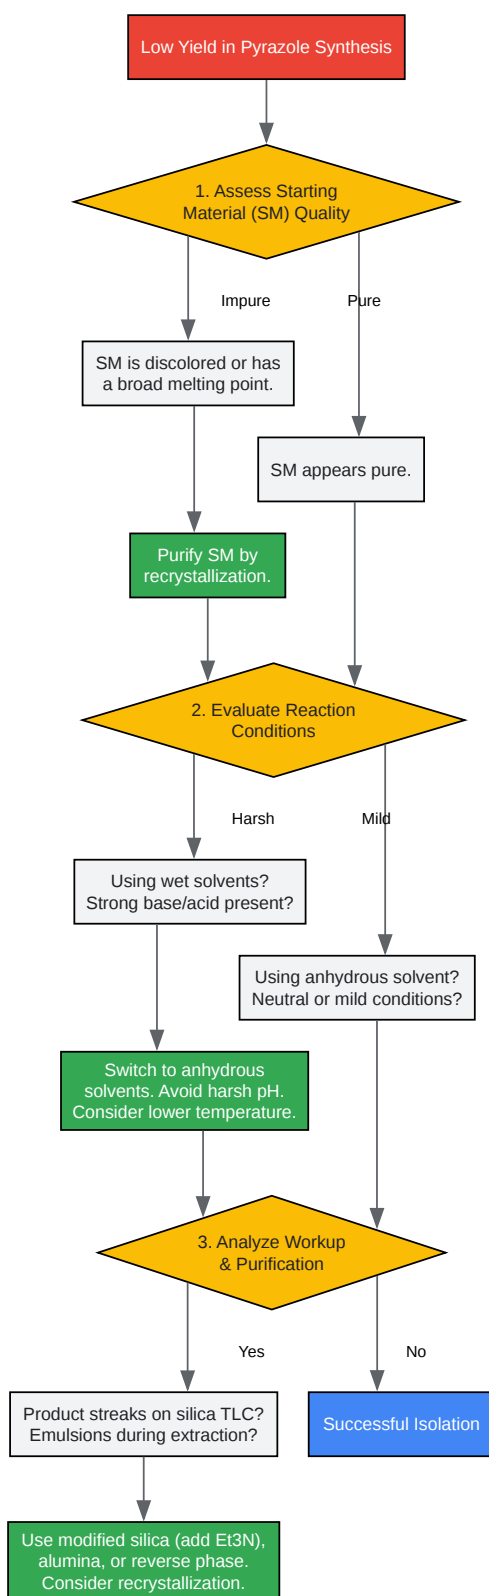 Low Yield in Pyrazole Synthesis
1. Assess Starting
Material (SM) Quality
Impure
Pure
SM is discolored or has
a broad melting point.
SM appears pure.
Purify SM by
recrystallization.
2. Evaluate Reaction
Conditions
Harsh
Mild
Using wet solvents?
Strong base/acid present?
Using anhydrous solvent?
Neutral or mild conditions?
Switch to anhydrous
solvents. Avoid harsh pH.
Consider lower temperature.
3. Analyze Workup
& Purification
Yes
No
Product streaks on silica TLC?
Emulsions during extraction?
Successful Isolation
Use modified silica (add Et3N),
alumina, or reverse phase.
Consider recrystallization.